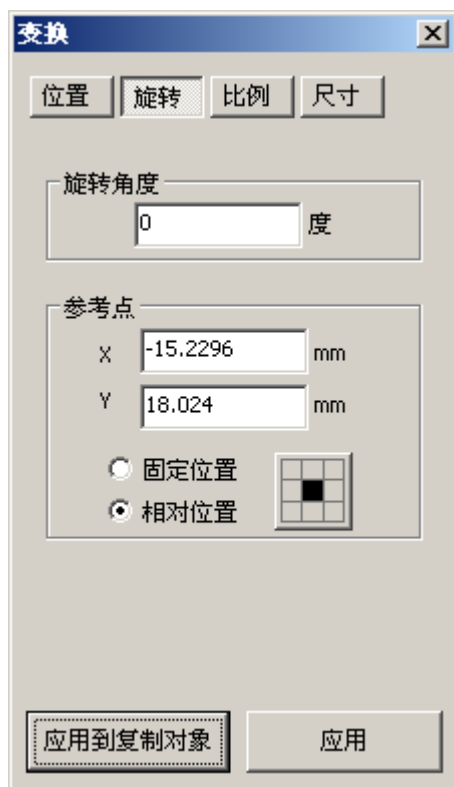 变换
位置 旋转 比例 尺寸
旋转角度
0 度
参考点
X -15.2296 mm
Y 18.024 mm
固定位置
相对位置
应用到复制对象 应用